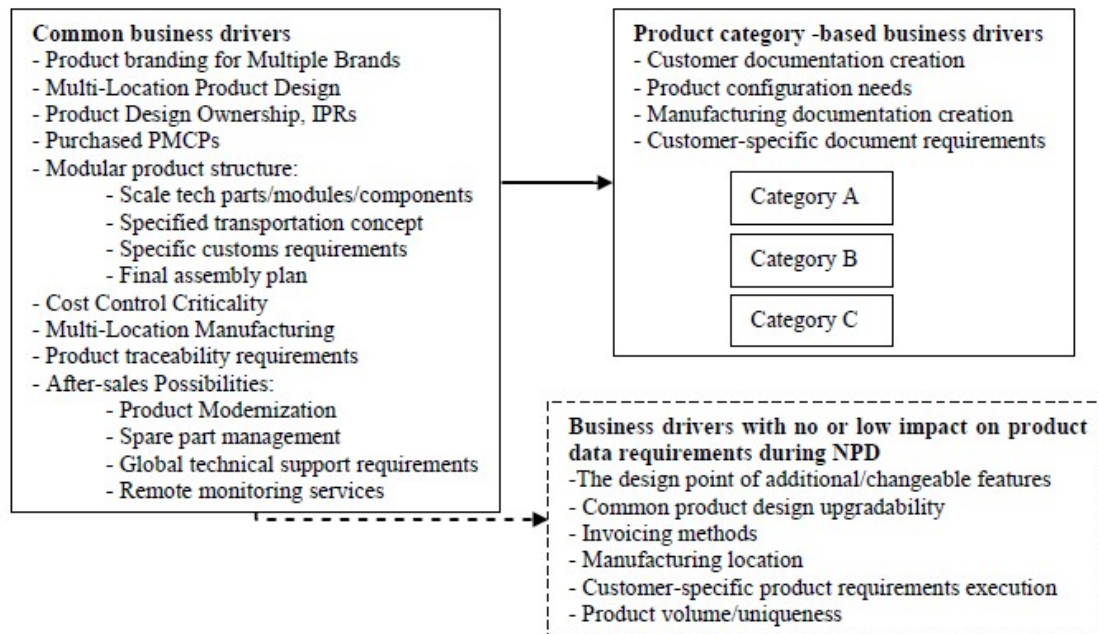 Common business drivers
- Product branding for Multiple Brands
- Multi-Location Product Design
- Product Design Ownership, IPRs
- Purchased PMCPs
- Modular product structure:
- Scale tech parts/modules/components
- Specified transportation concept
- Specific customs requirements
- Final assembly plan
- Cost Control Criticality
- Multi-Location Manufacturing
- Product traceability requirements
- After-sales Possibilities:
- Product Modernization
- Spare part management
- Global technical support requirements
- Remote monitoring services
Product category -based business drivers
- Customer documentation creation
- Product configuration needs
- Manufacturing documentation creation
- Customer-specific document requirements
Category A
Category B
Category C
Business drivers with no or low impact on product
data requirements during NPD
-The design point of additional/changeable features
- Common product design upgradability
- Invoicing methods
- Manufacturing location
- Customer-specific product requirements execution
- Product volume/uniqueness